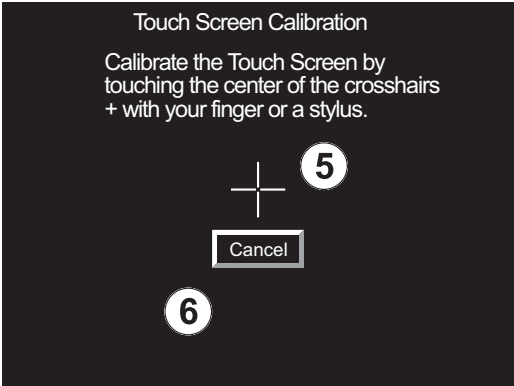 Touch Screen Calibration
Calibrate the Touch Screen by
touching the center of the crosshairs
+ with your finger or a stylus.
5
Cancel
6